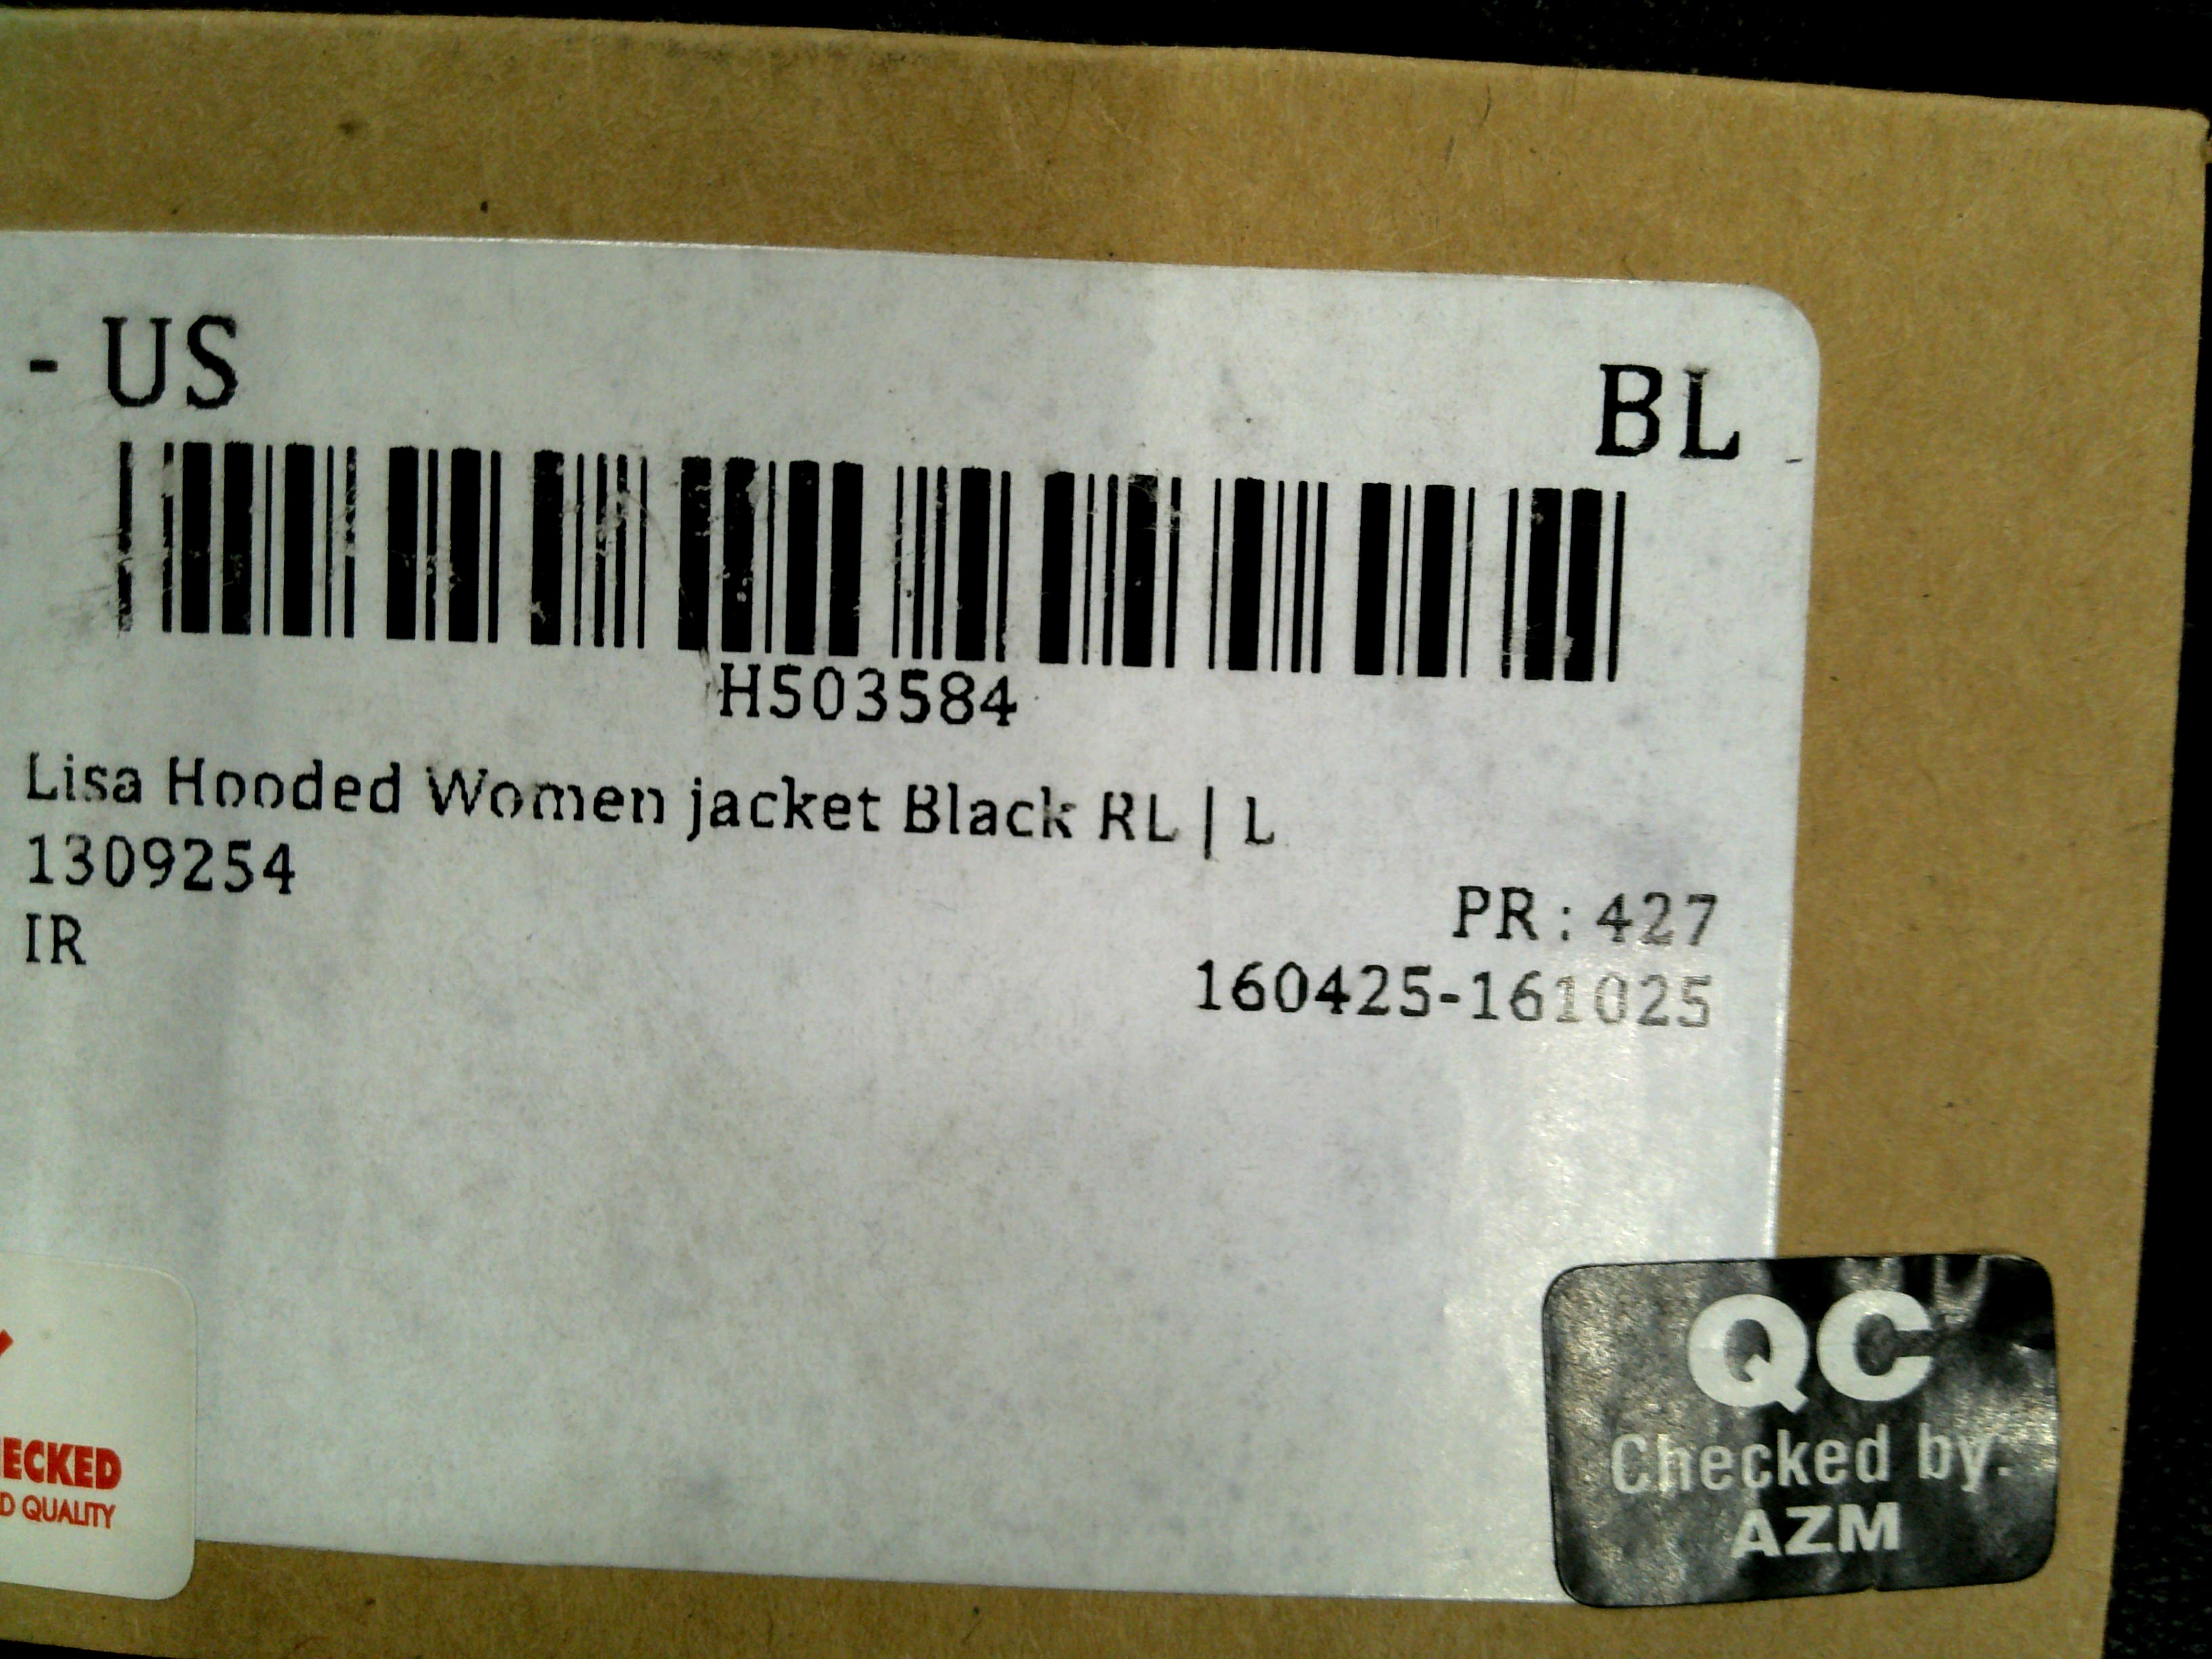 - US
BL
H503584
Lisa Hooded Women jacket Black RL | L
1309254
PR : 427
IR
160425-161025
ECKED
D QUALITY
QC
Checked by:
AZM